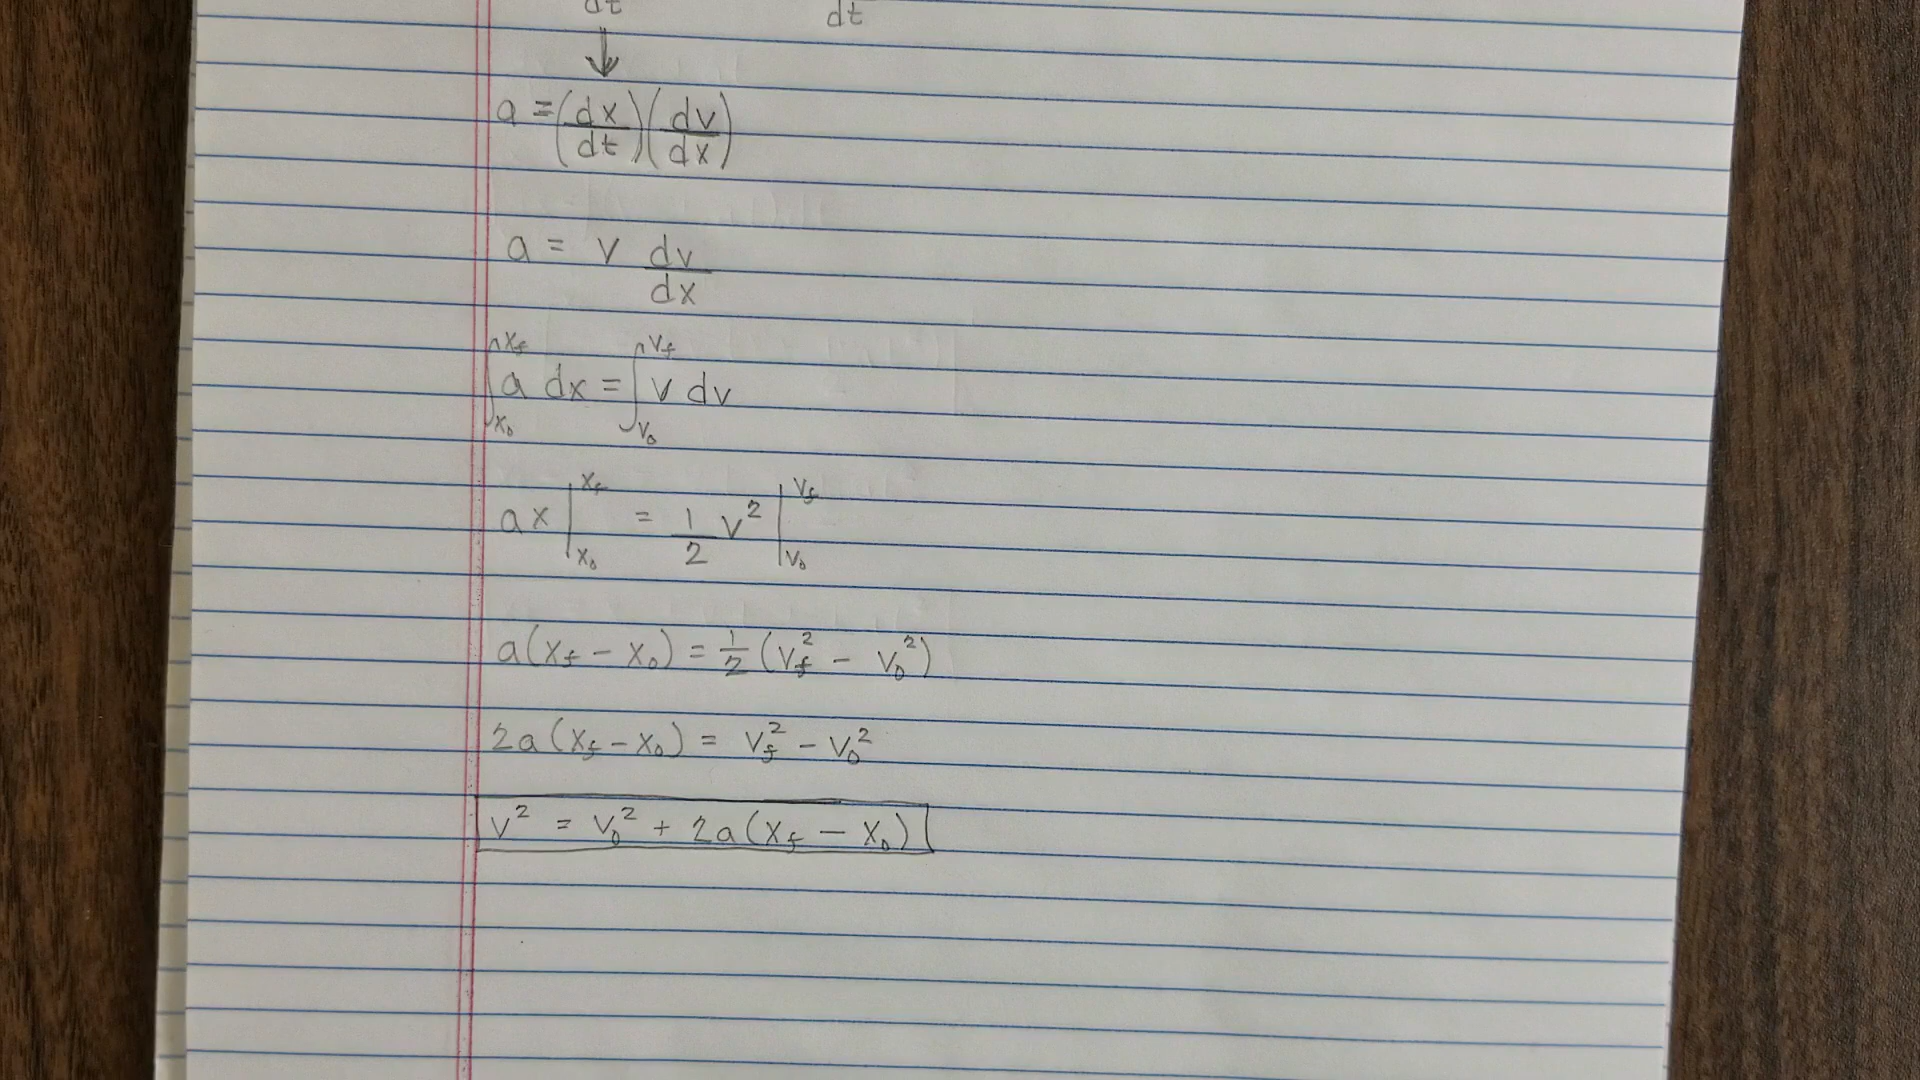 dt dt
↓
a = (dx/dt)(dv/dx)
a = v dv/dx
∫_{x₀}^{x_f} a dx = ∫_{v₀}^{v_f} v dv
ax |_{x₀}^{x_f} = 1/2 v² |_{v₀}^{v_f}
a(x_f − x₀) = 1/2 (v_f² − v₀²)
2a(x_f − x₀) = v_f² − v₀²
v² = v₀² + 2a(x_f − x₀)